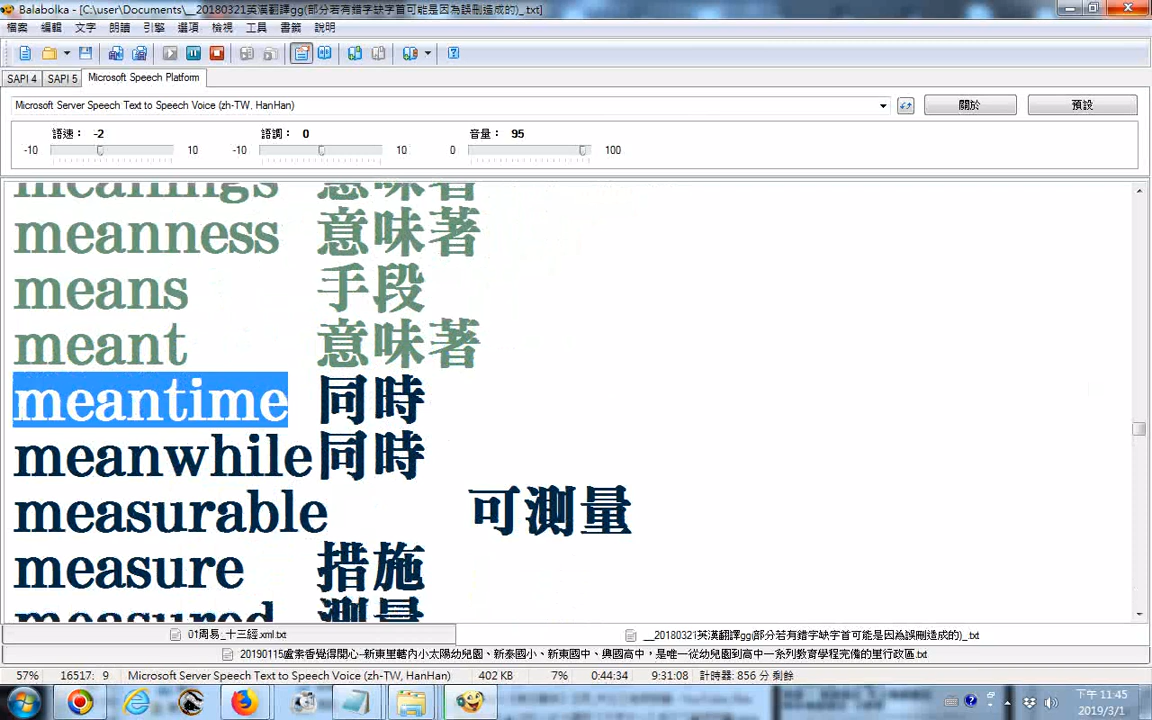 Balabolka - [C:\user\Documents\__20180321英漢翻譯gg(部分若有錯字缺字首可能是因為誤刪造成的)_.txt]
檔案 編輯 文字 朗讀 引擎 選項 檢視 工具 書籤 說明
SAPI 4 SAPI 5 Microsoft Speech Platform
Microsoft Server Speech Text to Speech Voice (zh-TW, HanHan) 關於 預設
語速： -2 語調： 0 音量： 95
-10 10 -10 10 0 100
meanings 意味著
meanness 意味著
means 手段
meant 意味著
meantime 同時
meanwhile 同時
measurable 可測量
measure 措施
measured 測量
01周易_十三經.xml.txt __20180321英漢翻譯gg(部分若有錯字缺字首可能是因為誤刪造成的)_.txt
20190115盧素香覺得開心-新東里轄內小太陽幼兒園、新泰國小、新東國中、興國高中，是唯一從幼兒園到高中一系列教育學程完備的里行政區.txt
57% 16517: 9 Microsoft Server Speech Text to Speech Voice (zh-TW, HanHan) 402 KB 7% 0:44:34 9:31:08 計時器: 856 分 剩餘
下午 11:45
2019/3/1